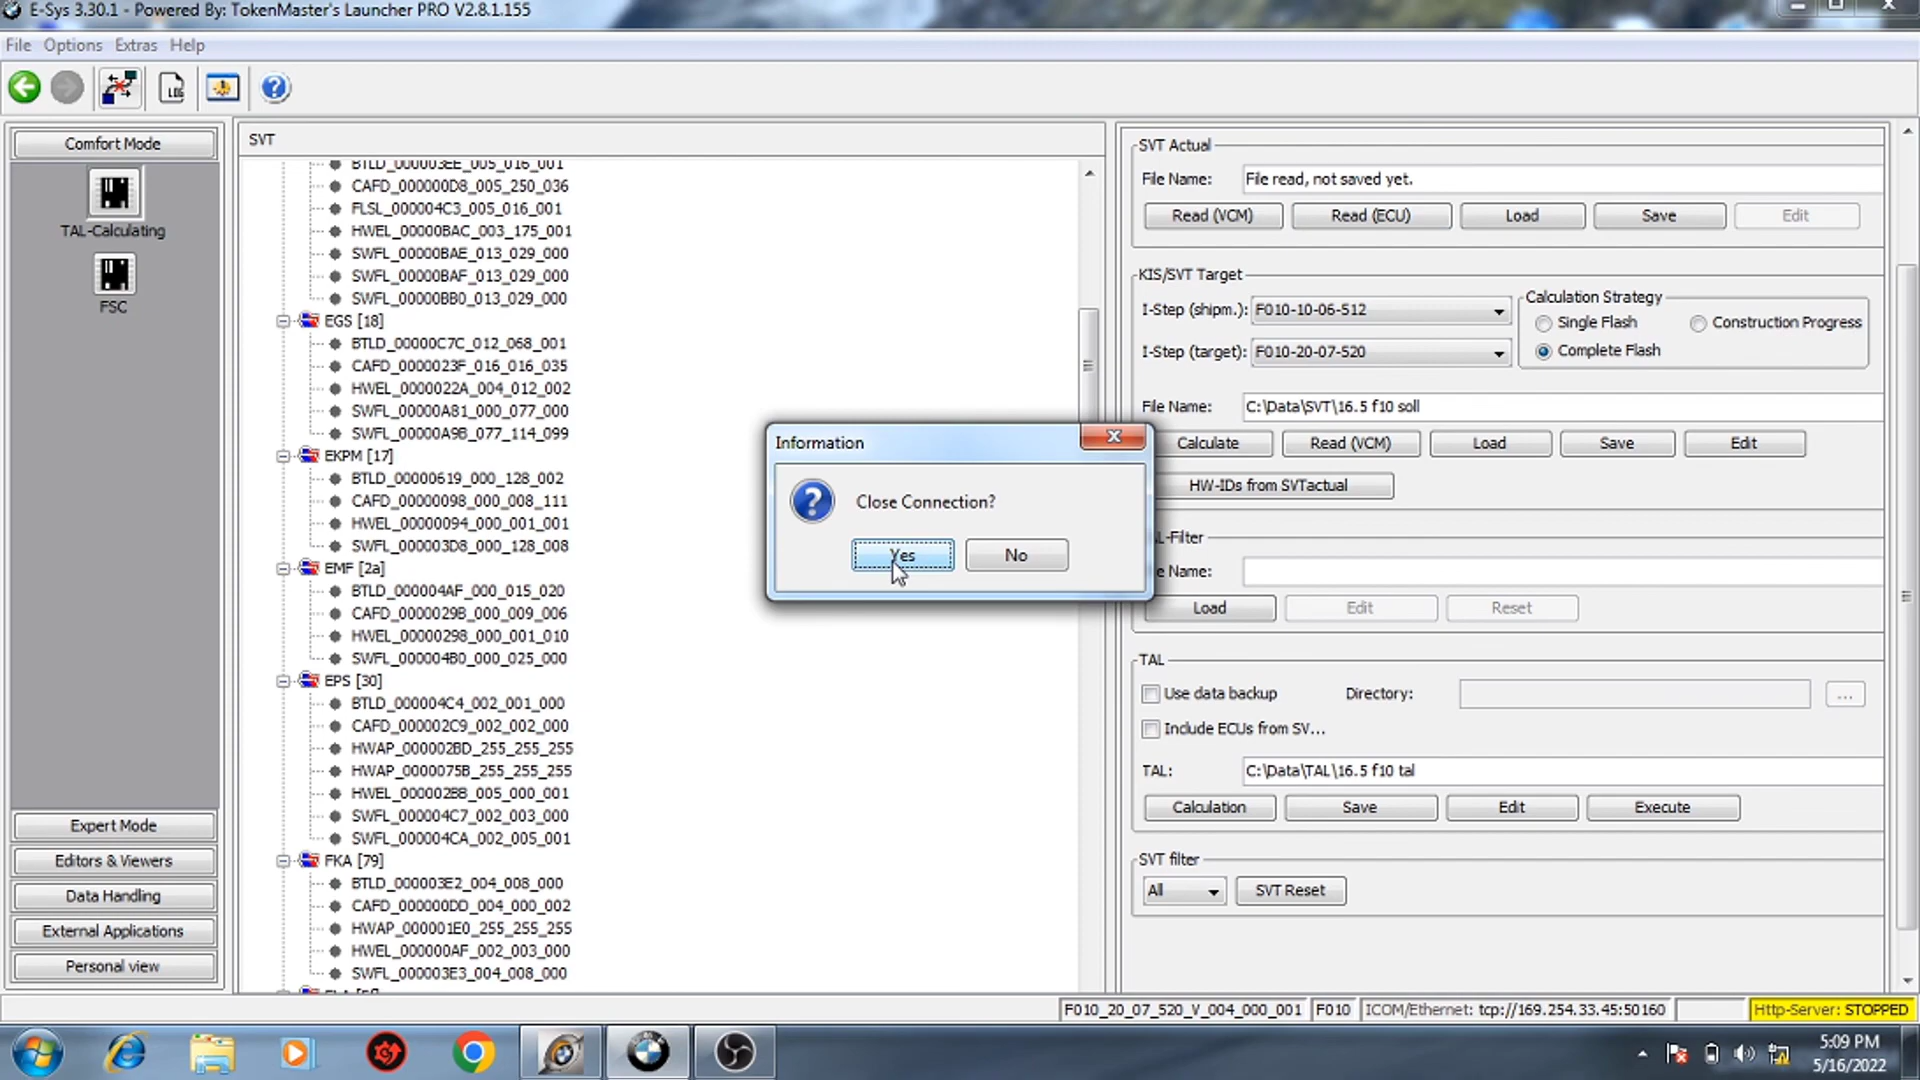 E-Sys 3.30.1 - Powered By: TokenMaster's Launcher PRO V2.8.1.155
File Options Extras Help
LOG
Comfort Mode
TAL-Calculating
FSC
Expert Mode
Editors & Viewers
Data Handling
External Applications
Personal view
SVT
BTLD_000003EE_005_016_001
CAFD_000000D8_005_250_036
FLSL_000004C3_005_016_001
HWEL_00000BAC_003_175_001
SWFL_00000BAE_013_029_000
SWFL_00000BAF_013_029_000
SWFL_00000BB0_013_029_000
EGS [18]
BTLD_00000C7C_012_068_001
CAFD_0000023F_016_016_035
HWEL_0000022A_004_012_002
SWFL_00000A81_000_077_000
SWFL_00000A9B_077_114_099
EKPM [17]
BTLD_00000619_000_128_002
CAFD_00000098_000_008_111
HWEL_00000094_000_001_001
SWFL_000003D8_000_128_008
EMF [2a]
BTLD_000004AF_000_015_020
CAFD_0000029B_000_009_006
HWEL_00000298_000_001_010
SWFL_000004B0_000_025_000
EPS [30]
BTLD_000004C4_002_001_000
CAFD_000002C9_002_002_000
HWAP_000002BD_255_255_255
HWAP_0000075B_255_255_255
HWEL_000002BB_005_000_001
SWFL_000004C7_002_003_000
SWFL_000004CA_002_005_001
FKA [79]
BTLD_000003E2_004_008_000
CAFD_000000DD_004_000_002
HWAP_000001E0_255_255_255
HWEL_000000AF_002_003_000
SWFL_000003E3_004_008_000
Information
Close Connection?
Yes No
SVT Actual
File Name: File read, not saved yet.
Read (VCM) Read (ECU) Load Save Edit
KIS/SVT Target
I-Step (shipm.): F010-10-06-512
I-Step (target): F010-20-07-520
Calculation Strategy
Single Flash Construction Progress
Complete Flash
File Name: C:\Data\SVT\16.5 f10 soll
Calculate Read (VCM) Load Save Edit
HW-IDs from SVTactual
AL-Filter
e Name:
Load Edit Reset
TAL
Use data backup Directory: ...
Include ECUs from SV...
TAL: C:\Data\TAL\16.5 f10 tal
Calculation Save Edit Execute
SVT filter
All SVT Reset
F010_20_07_520_V_004_000_001 F010 ICOM/Ethernet: tcp://169.254.33.45:50160 Http-Server: STOPPED
5:09 PM
5/16/2022